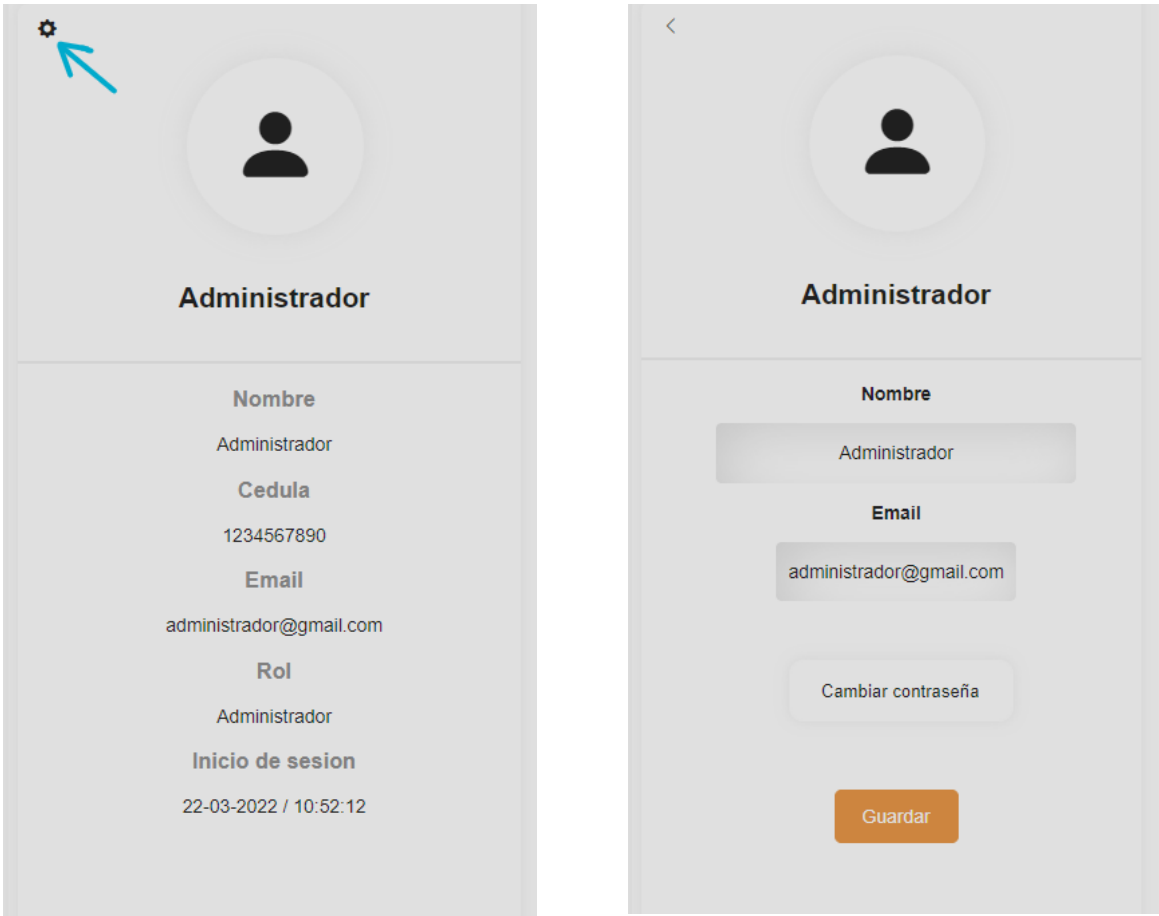 Administrador
Nombre
Administrador
Cedula
1234567890
Email
administrador@gmail.com
Rol
Administrador
Inicio de sesion
22-03-2022 / 10:52:12
Administrador
Nombre
Administrador
Email
administrador@gmail.com
Cambiar contraseña
Guardar